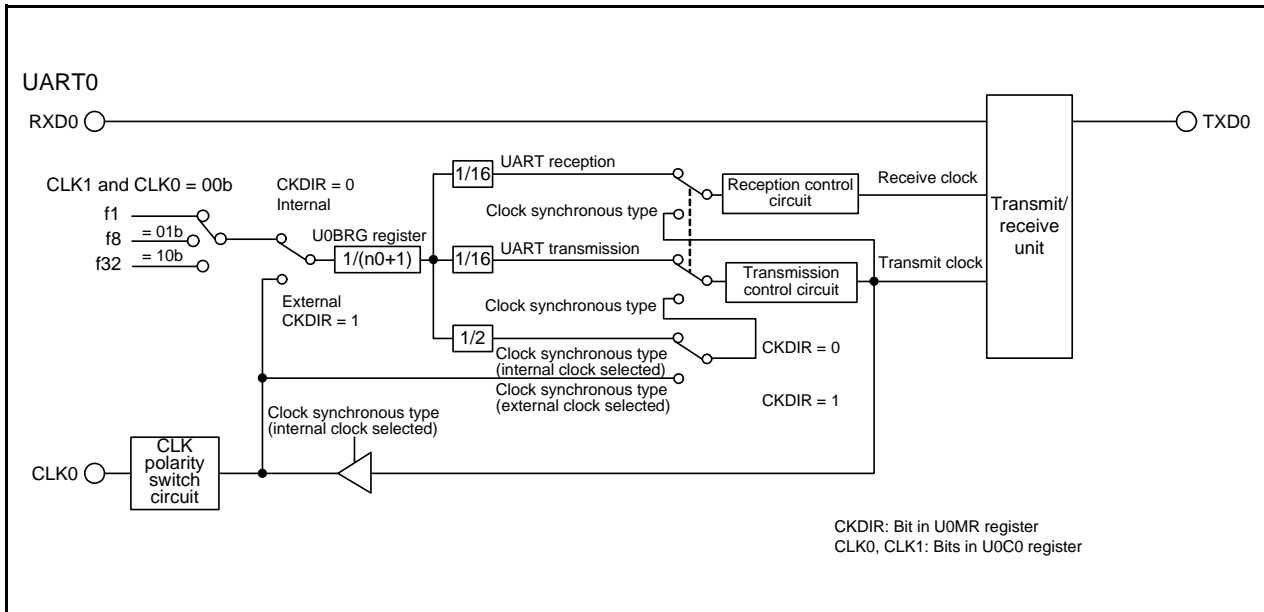 UART0
RXD0
TXD0
CLK1 and CLK0 = 00b
f1
f8
= 01b
f32
= 10b
CKDIR = 0
Internal
External
CKDIR = 1
U0BRG register
1/(n0+1)
1/16
UART reception
Clock synchronous type
1/16
UART transmission
Clock synchronous type
1/2
Clock synchronous type
(internal clock selected)
Clock synchronous type
(external clock selected)
CKDIR = 0
CKDIR = 1
Reception control
circuit
Receive clock
Transmission
control circuit
Transmit clock
Transmit/
receive
unit
Clock synchronous type
(internal clock selected)
CLK0
CLK
polarity
switch
circuit
CKDIR: Bit in U0MR register
CLK0, CLK1: Bits in U0C0 register